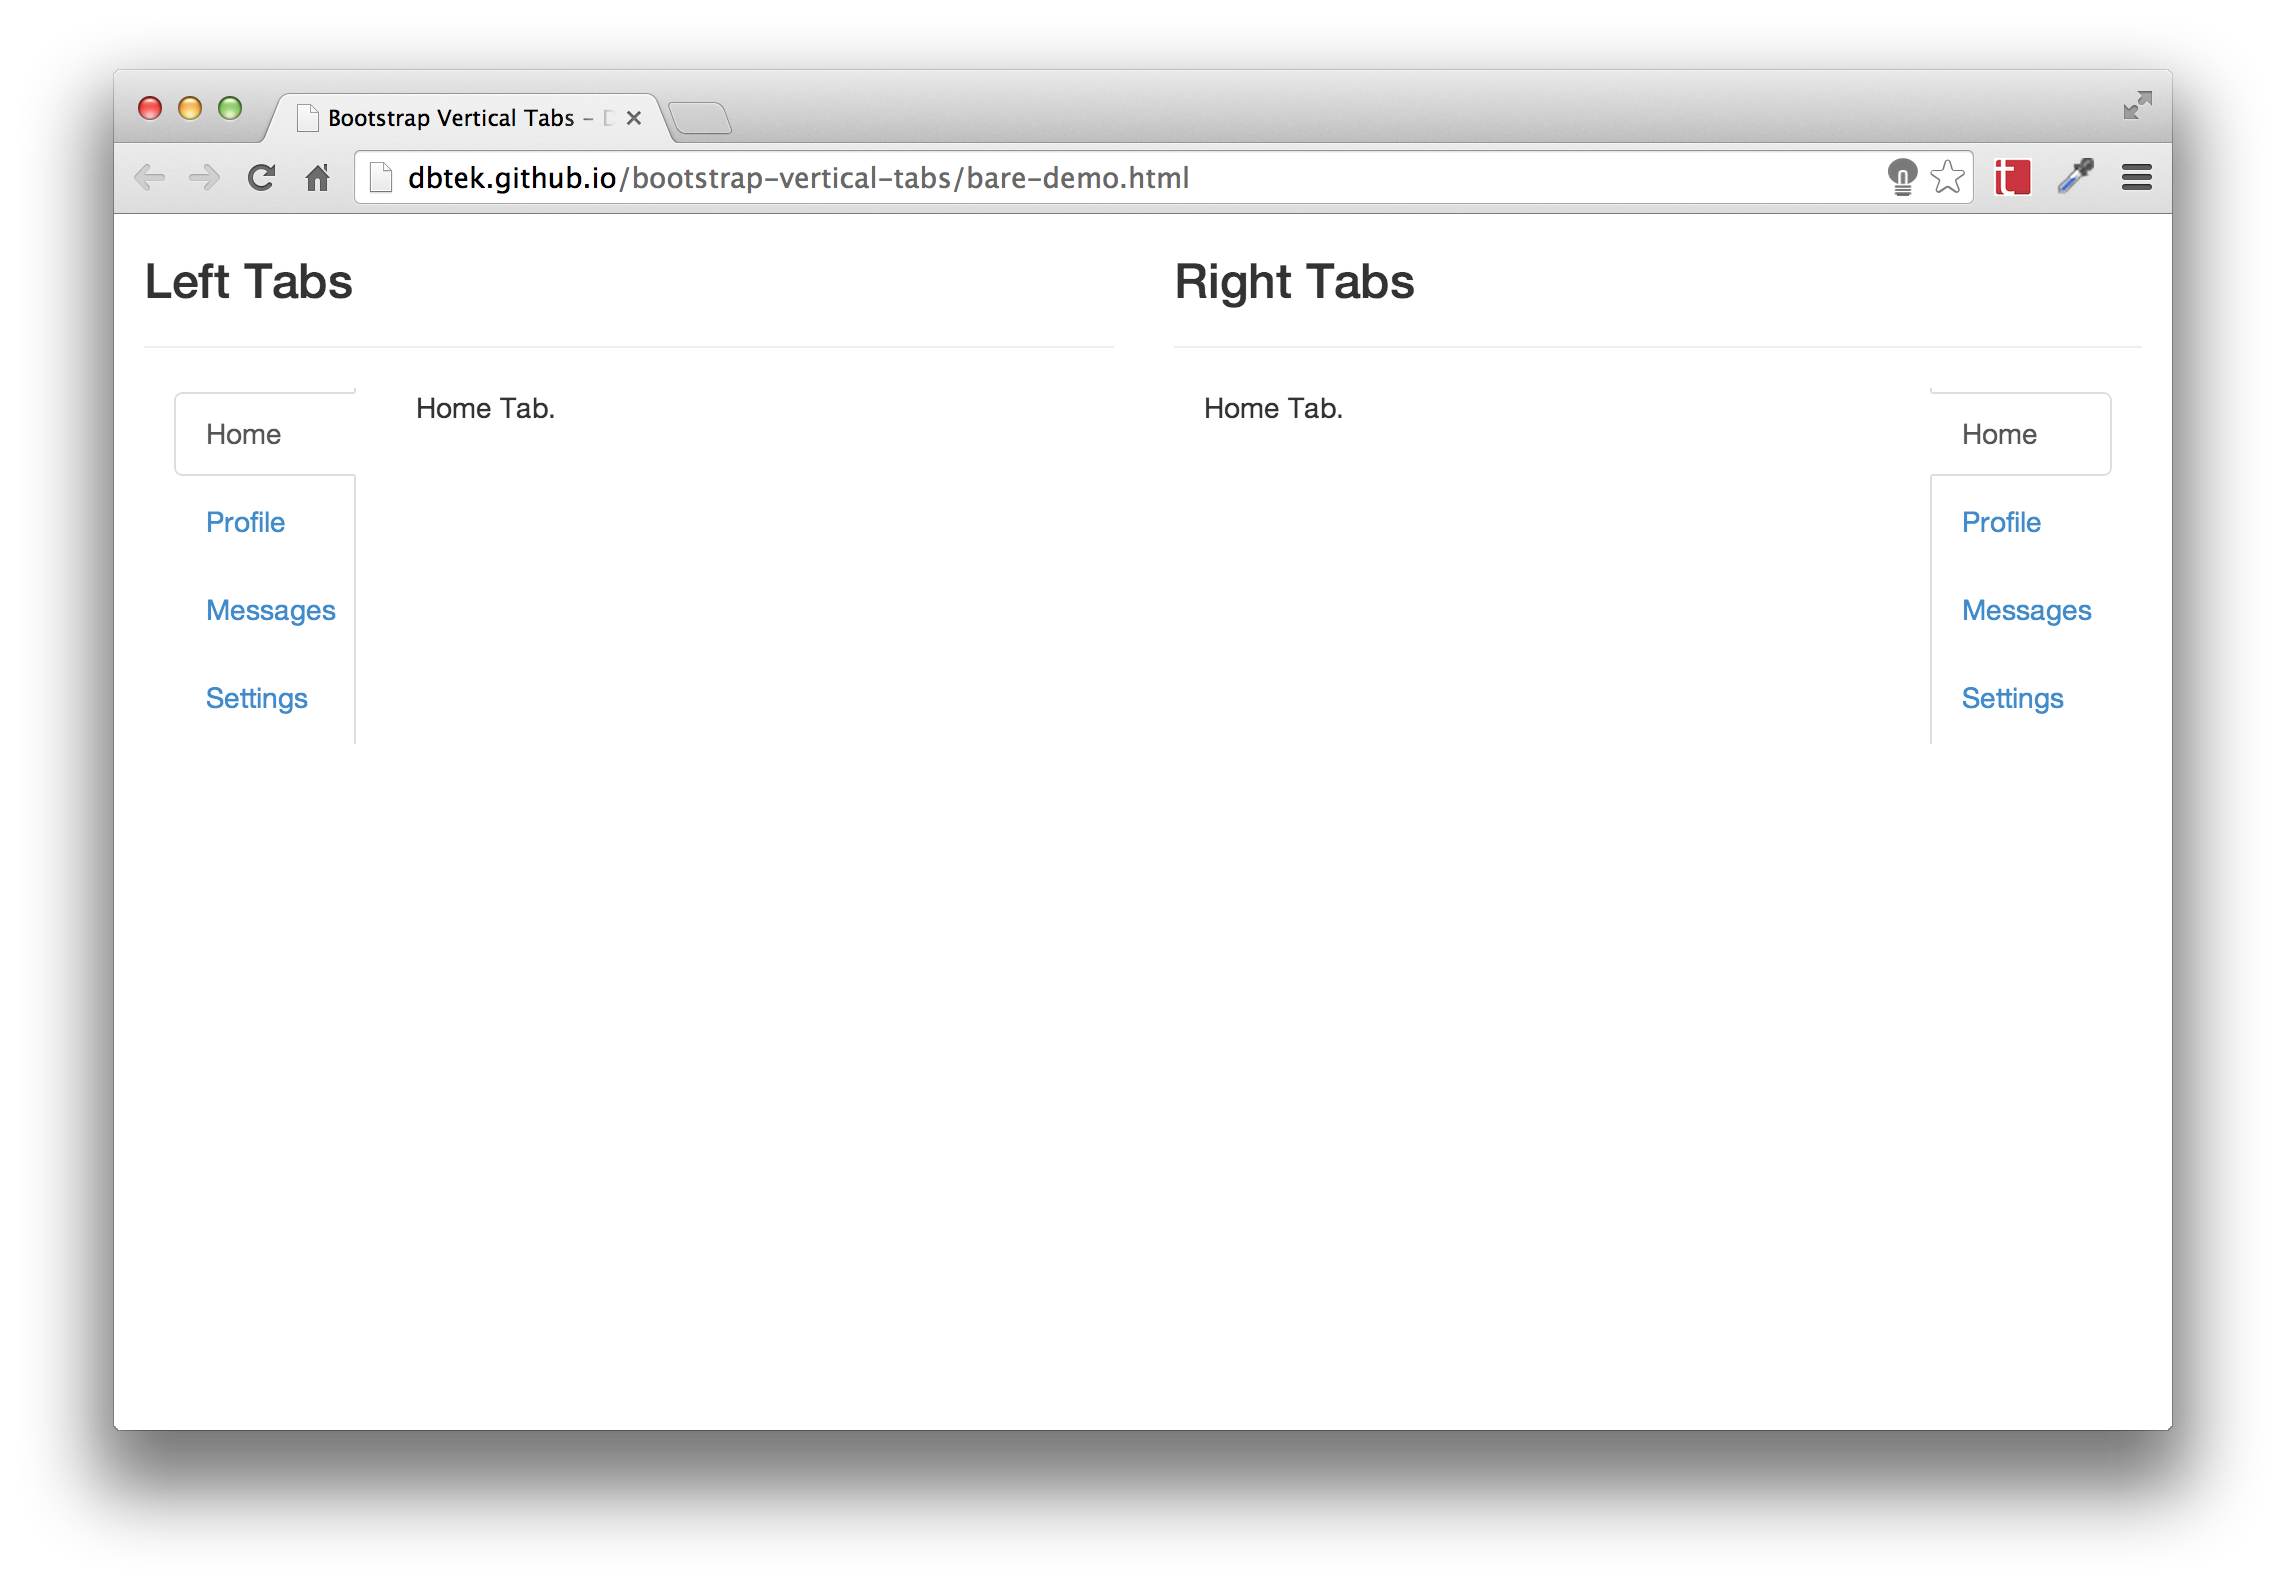 Bootstrap Vertical Tabs – D
dbtek.github.io/bootstrap-vertical-tabs/bare-demo.html
Left Tabs
Home
Profile
Messages
Settings
Home Tab.
Right Tabs
Home Tab.
Home
Profile
Messages
Settings